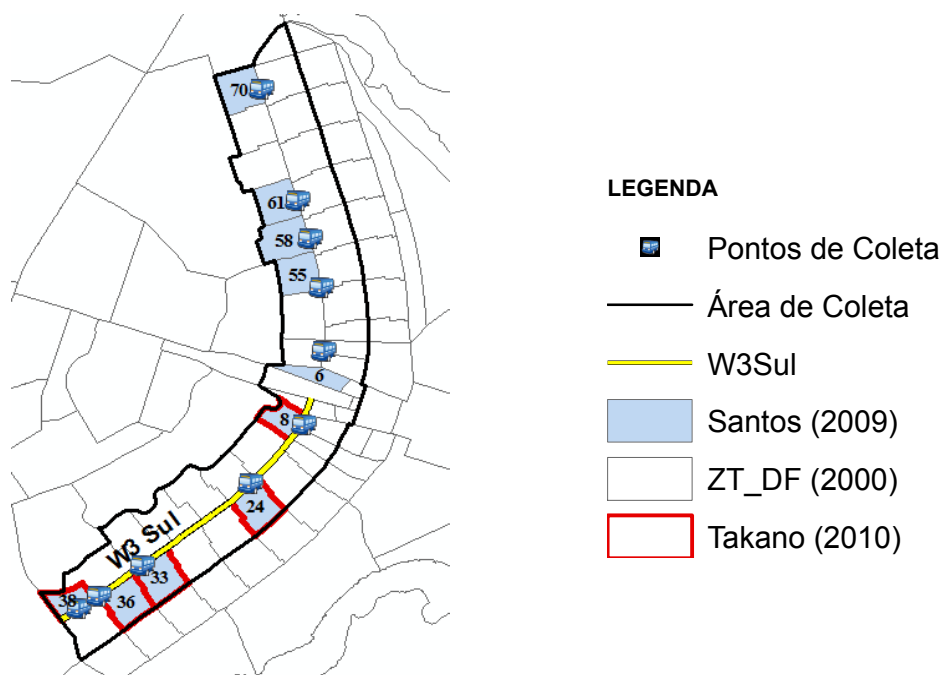 70
61
58
55
6
8
24
W3 Sul
33
38
36
LEGENDA
Pontos de Coleta
Área de Coleta
W3Sul
Santos (2009)
ZT_DF (2000)
Takano (2010)